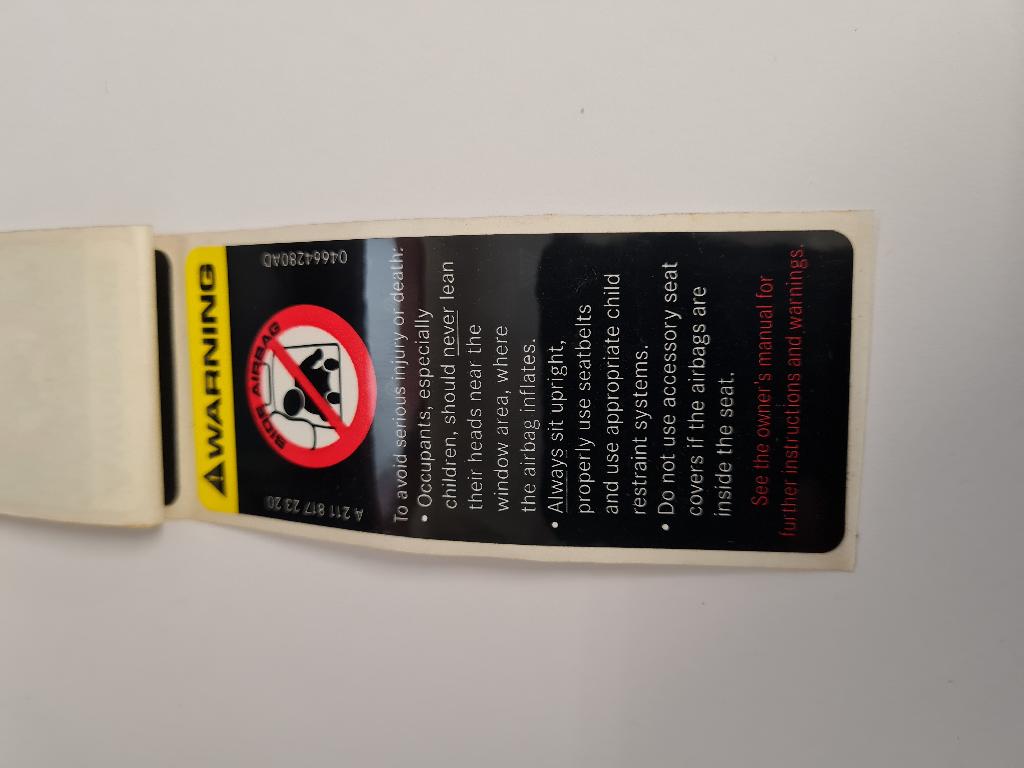 WARNING
A 211 817 23 20
04664280AD
SIDE AIRBAG
To avoid serious injury or death:
• Occupants, especially
children, should never lean
their heads near the
window area, where
the airbag inflates.
• Always sit upright,
properly use seatbelts
and use appropriate child
restraint systems.
• Do not use accessory seat
covers if the airbags are
inside the seat.
See the owner's manual for
further instructions and warnings.